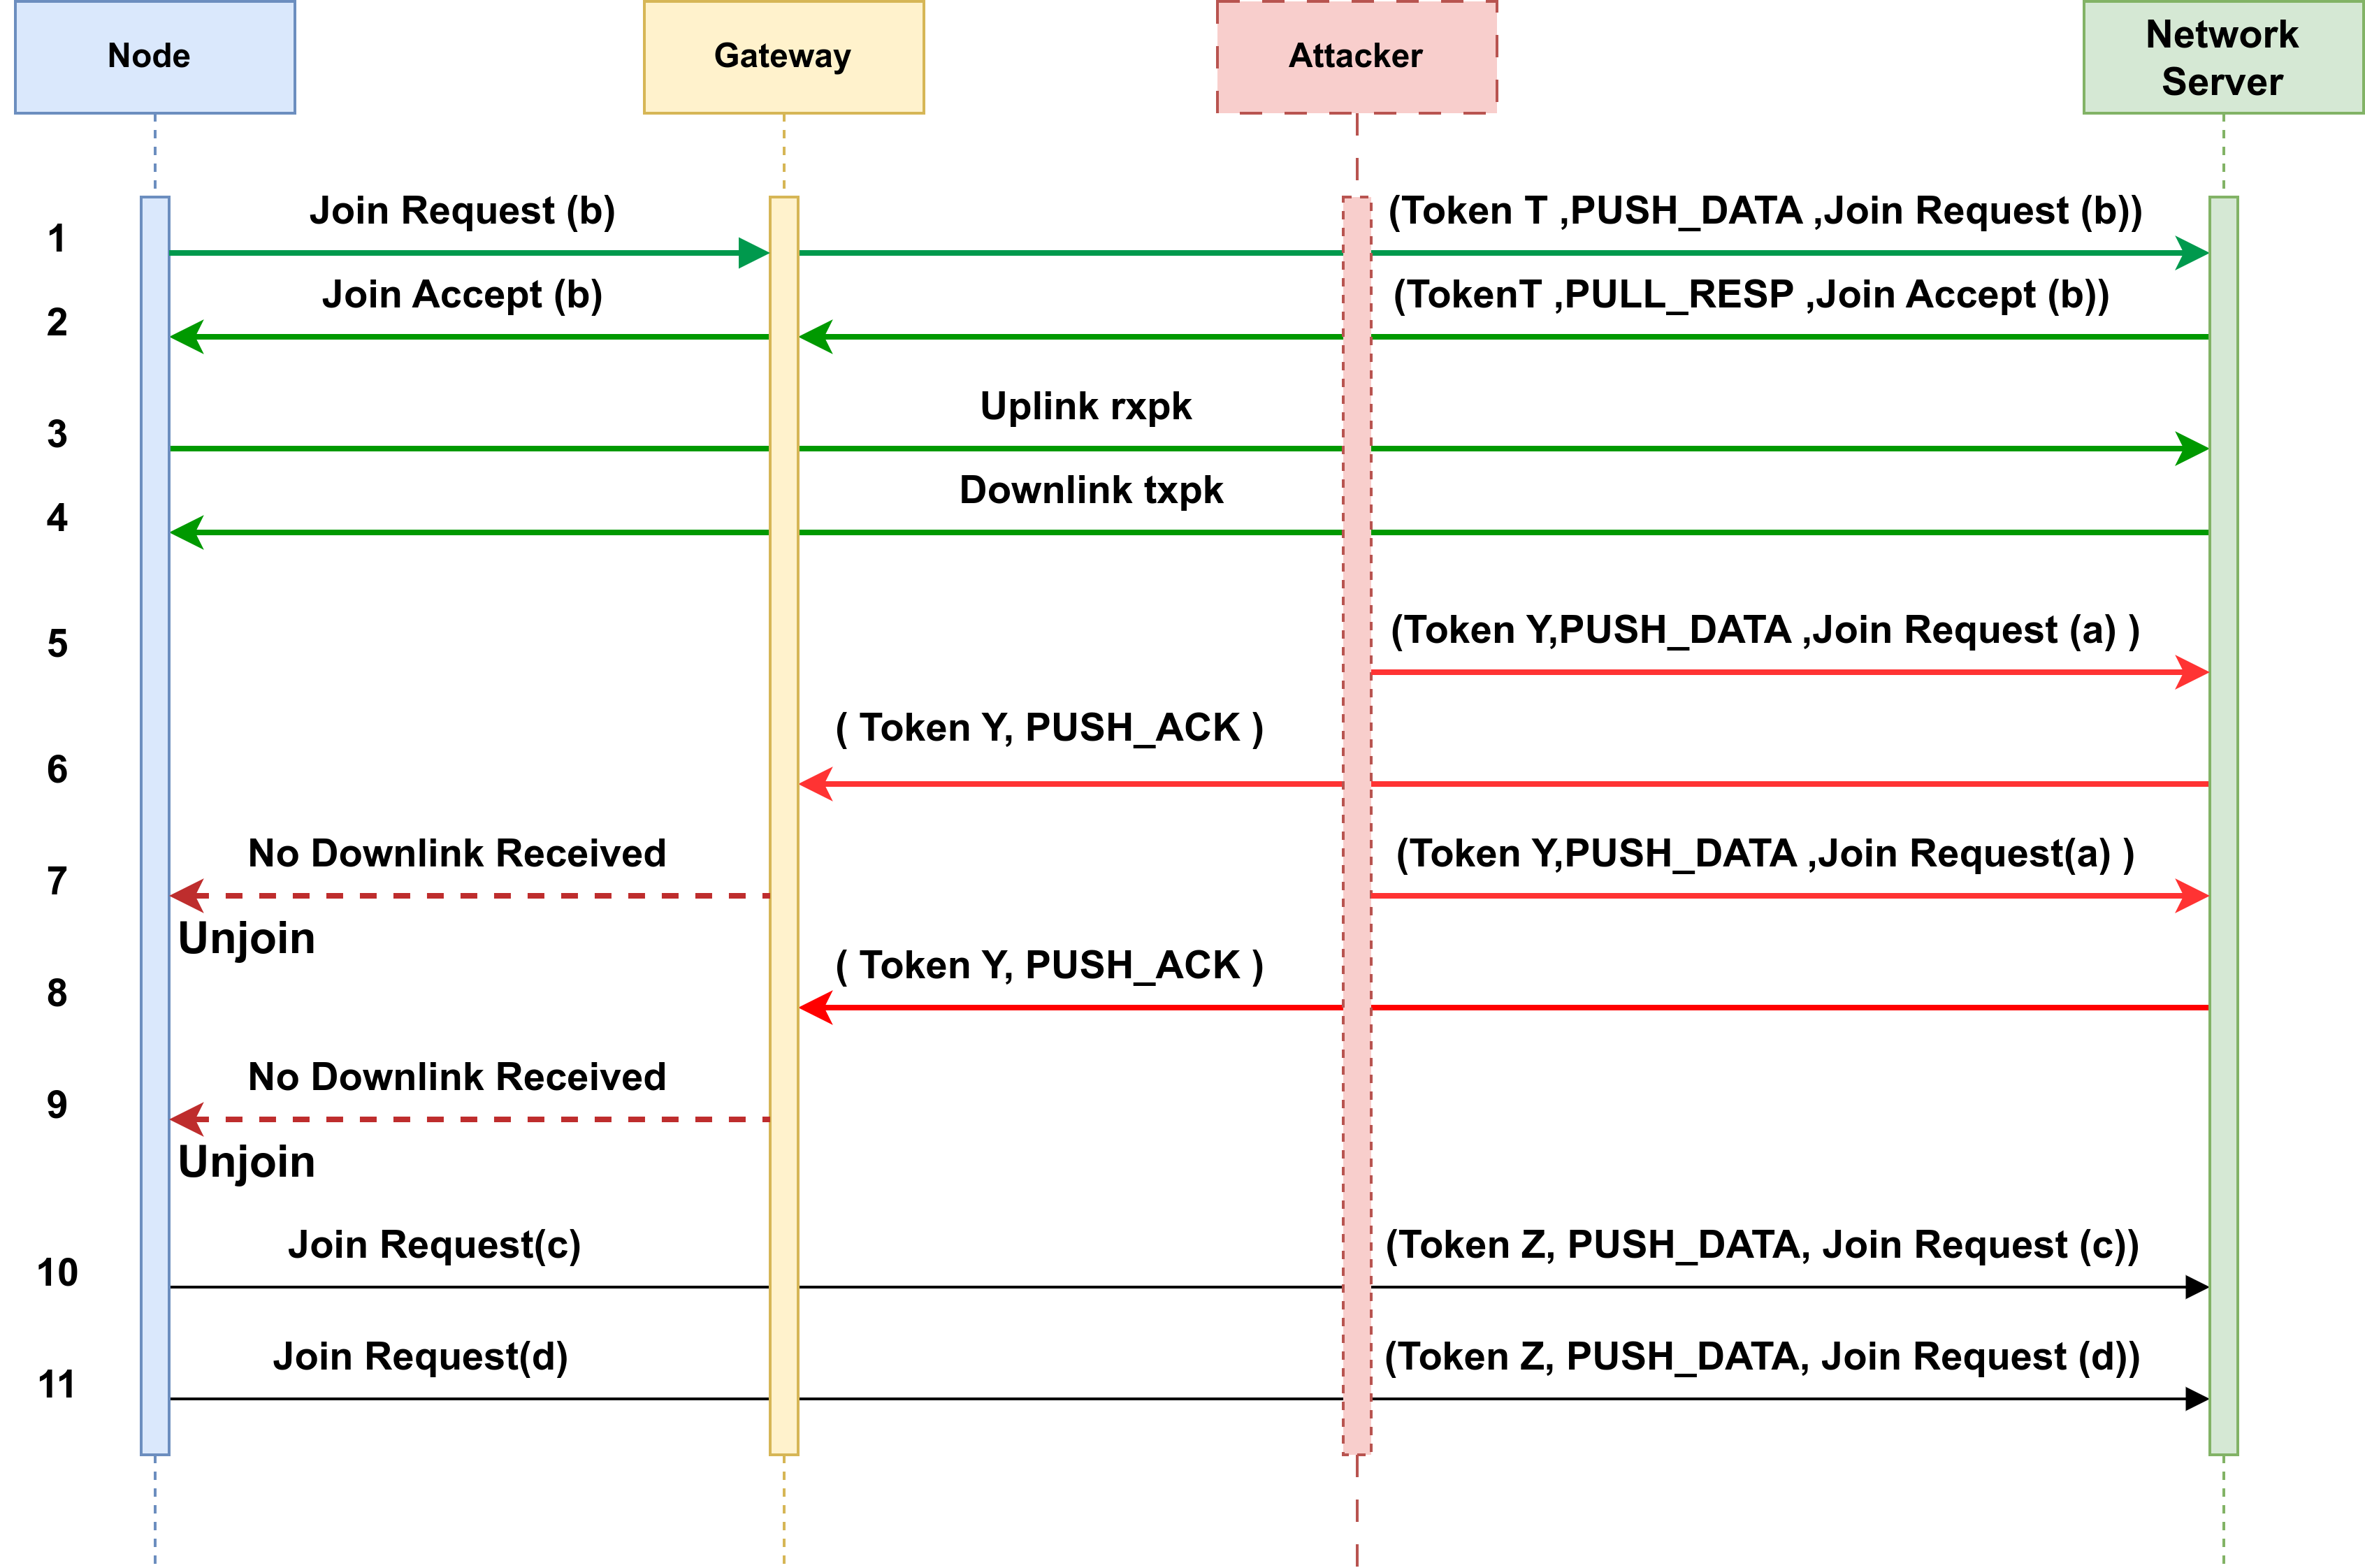 Node
Gateway
Attacker
Network
Server
1
Join Request (b)
(Token T ,PUSH_DATA ,Join Request (b))
2
Join Accept (b)
(TokenT ,PULL_RESP ,Join Accept (b))
3
Uplink rxpk
4
Downlink txpk
5
(Token Y,PUSH_DATA ,Join Request (a) )
6
( Token Y, PUSH_ACK )
7
No Downlink Received
(Token Y,PUSH_DATA ,Join Request(a) )
Unjoin
8
( Token Y, PUSH_ACK )
9
No Downlink Received
Unjoin
10
Join Request(c)
(Token Z, PUSH_DATA, Join Request (c))
11
Join Request(d)
(Token Z, PUSH_DATA, Join Request (d))